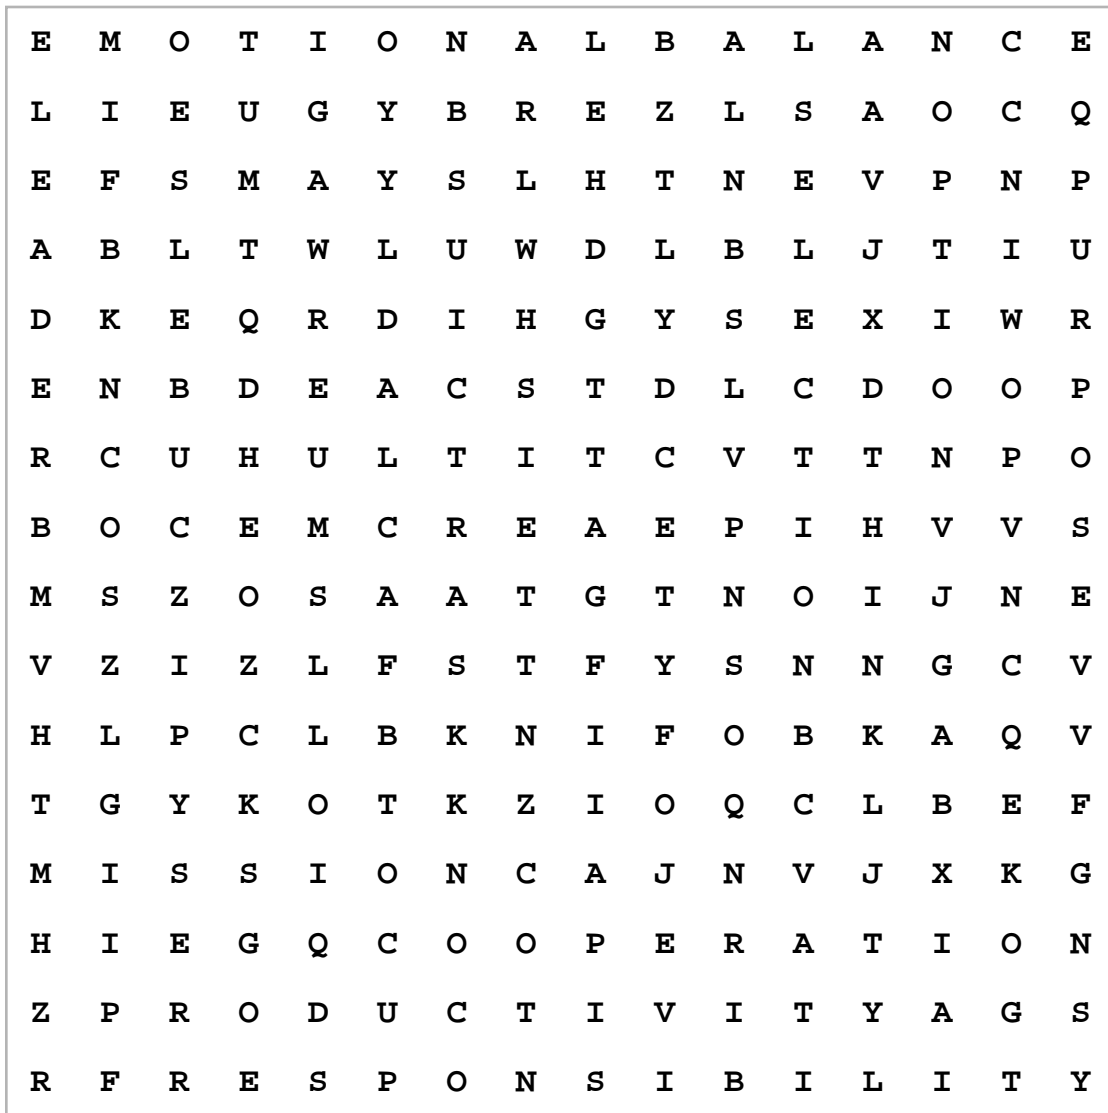 E M O T I O N A L B A L A N C E
L I E U G Y B R E Z L S A O C Q
E F S M A Y S L H T N E V P N P
A B L T W L U W D L B L J T I U
D K E Q R D I H G Y S E X I W R
E N B D E A C S T D L C D O O P
R C U H U L T I T C V T T N P O
B O C E M C R E A E P I H V V S
M S Z O S A A T G T N O I J N E
V Z I Z L F S T F Y S N N G C V
H L P C L B K N I F O B K A Q V
T G Y K O T K Z I O Q C L B E F
M I S S I O N C A J N V J X K G
H I E G Q C O O P E R A T I O N
Z P R O D U C T I V I T Y A G S
R F R E S P O N S I B I L I T Y